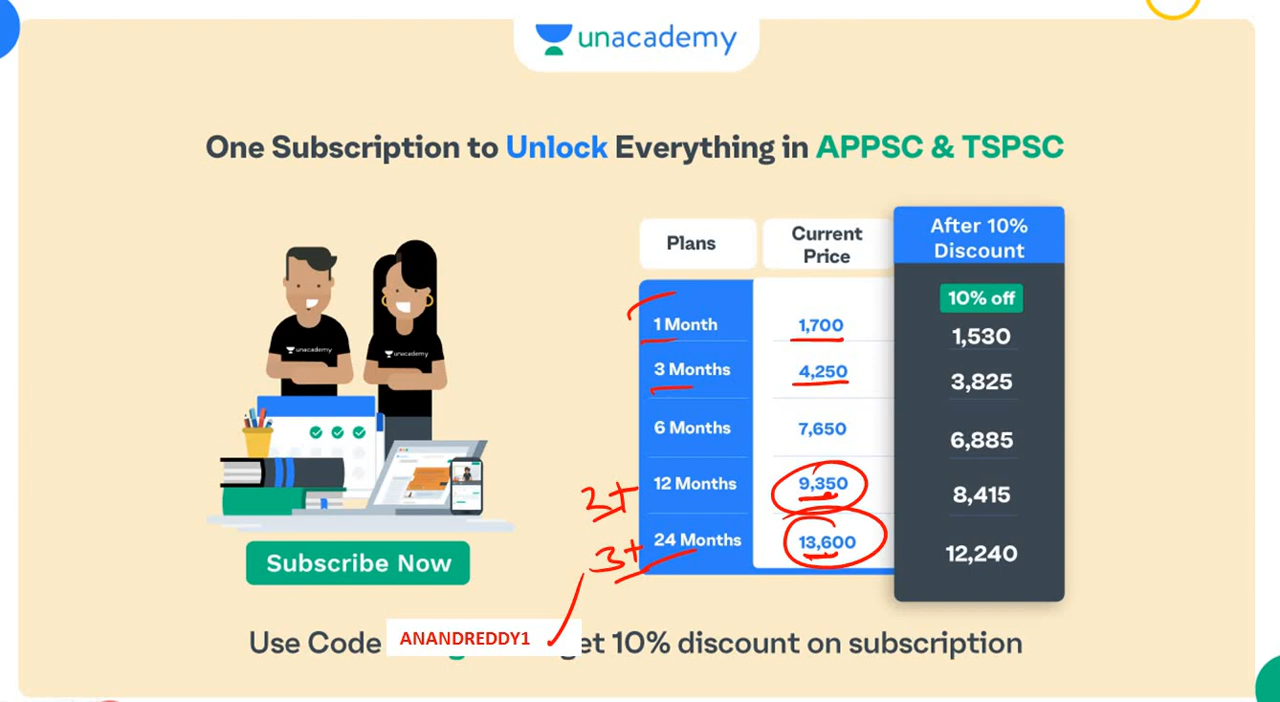 unacademy
One Subscription to Unlock Everything in APPSC & TSPSC
Plans
Current
Price
After 10%
Discount
10% off
1 Month 1,700 1,530
3 Months 4,250 3,825
6 Months 7,650 6,885
12 Months 9,350 8,415
24 Months 13,600 12,240
3+
unacademy
unacademy
Subscribe Now
Use Code ANANDREDDY1 et 10% discount on subscription